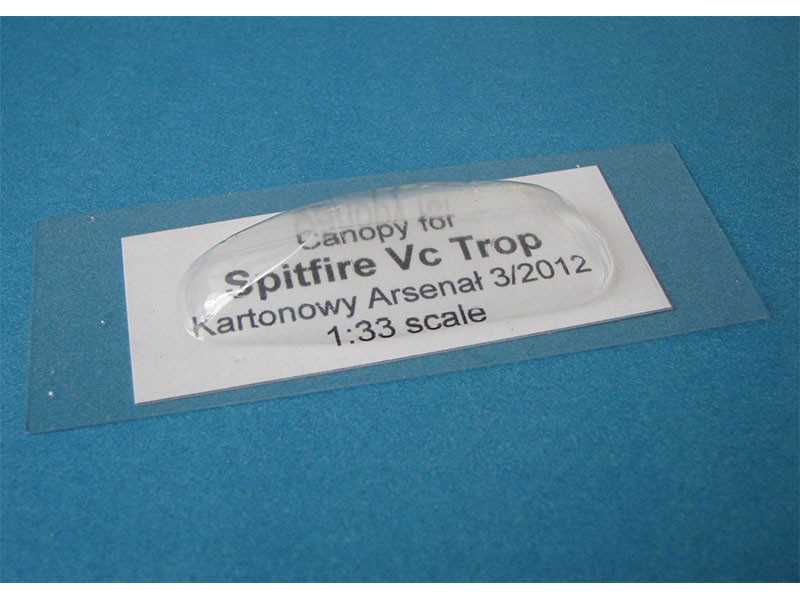 Canopy for
Spitfire Vc Trop
Kartonowy Arsenał 3/2012
1:33 scale